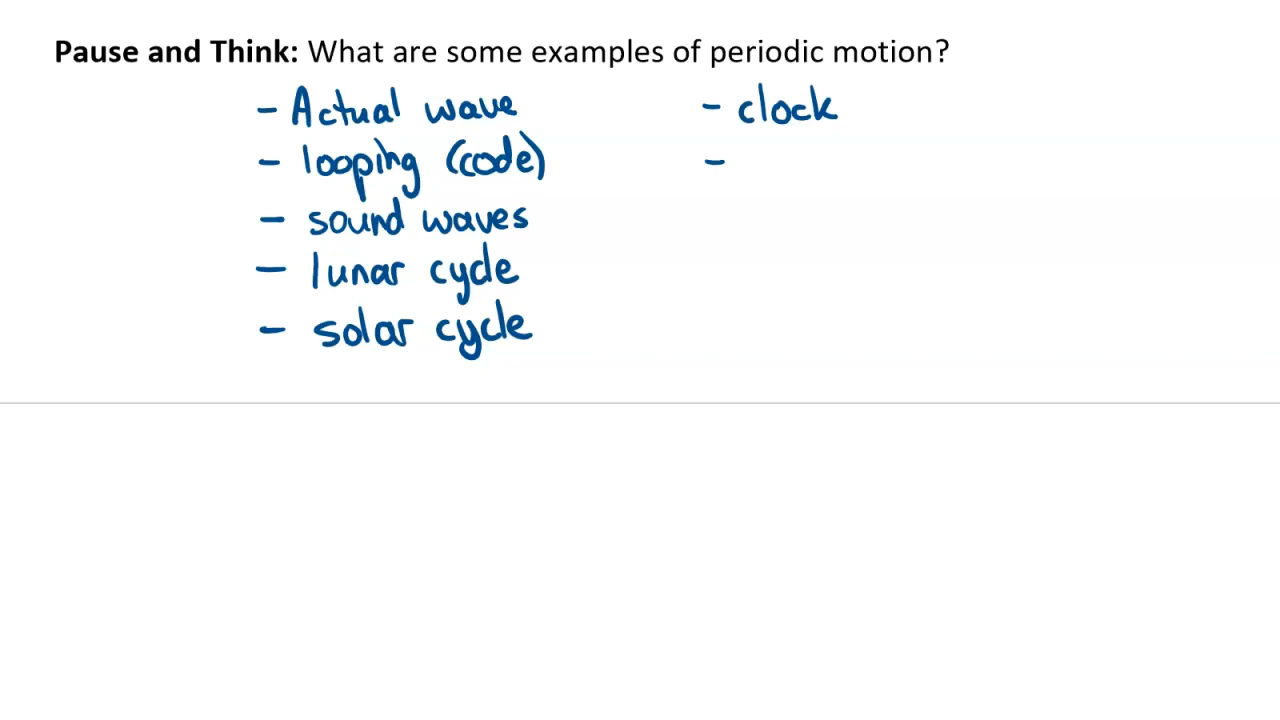 Pause and Think: What are some examples of periodic motion?
- Actual wave
- looping (code)
- sound waves
- lunar cycle
- solar cycle
- clock
-